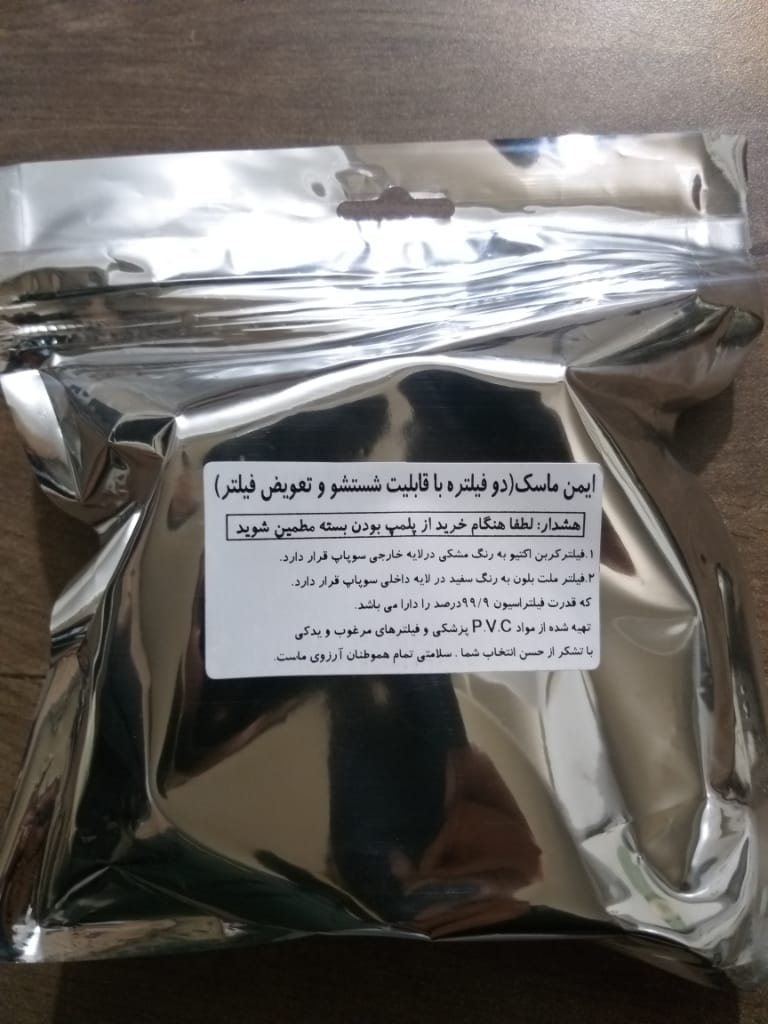 ایمن ماسک(دو فیلتره با قابلیت شستشو و تعویض فیلتر)
هشدار: لطفا هنگام خرید از پلمپ بودن بسته مطمین شوید
۱.فیلترکربن اکتیو به رنگ مشکی درلایه خارجی سوپاپ قرار دارد.
۲.فیلتر ملت بلون به رنگ سفید در لایه داخلی سوپاپ قرار دارد.
که قدرت فیلتراسیون ۹۹/۹درصد را دارا می باشد.
تهیه شده از مواد P.V.C پزشکی و فیلترهای مرغوب و یدکی
با تشکر از حسن انتخاب شما . سلامتی تمام هموطنان آرزوی ماست.